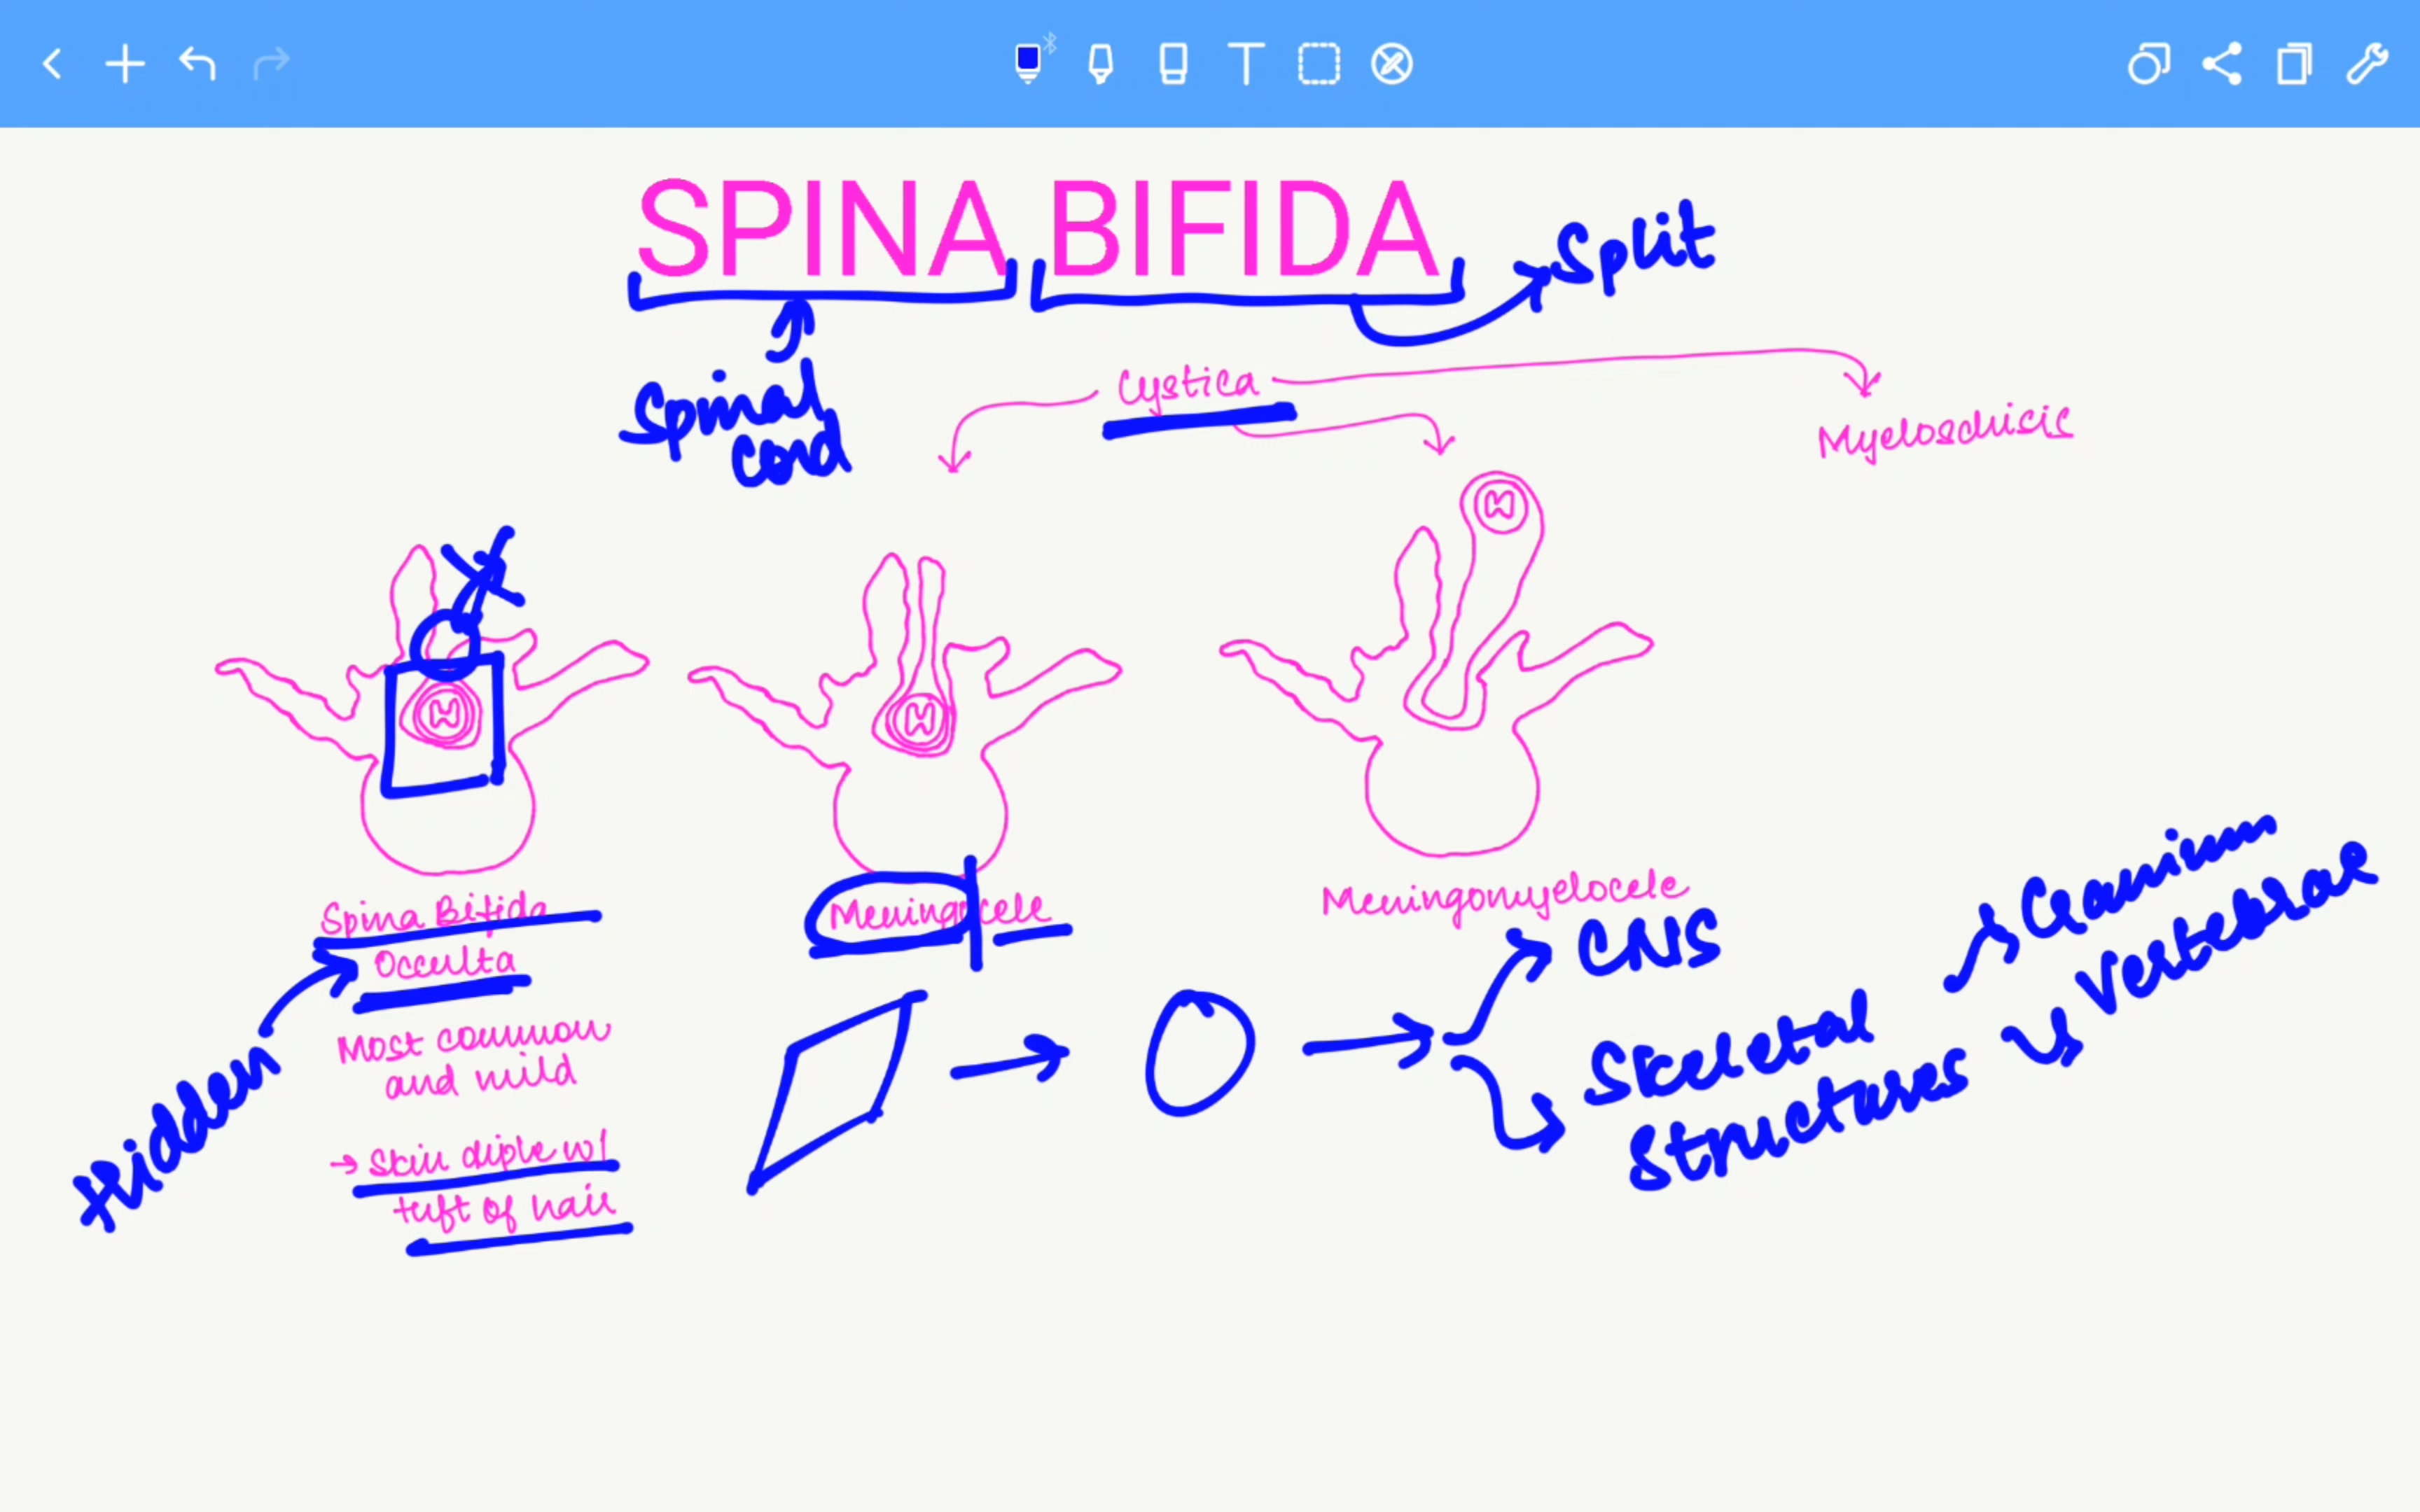 SPINA BIFIDA
Split
Spinal
Cord
Cystica
Myeloschisis
Spina Bifida
Occulta
Hidden
Most common
and mild
→ Skin diple w/
tuft of hair
Meningocele
Meningomyelocele
CNS
Skeletal
Structures
Cranium
Vertebrae